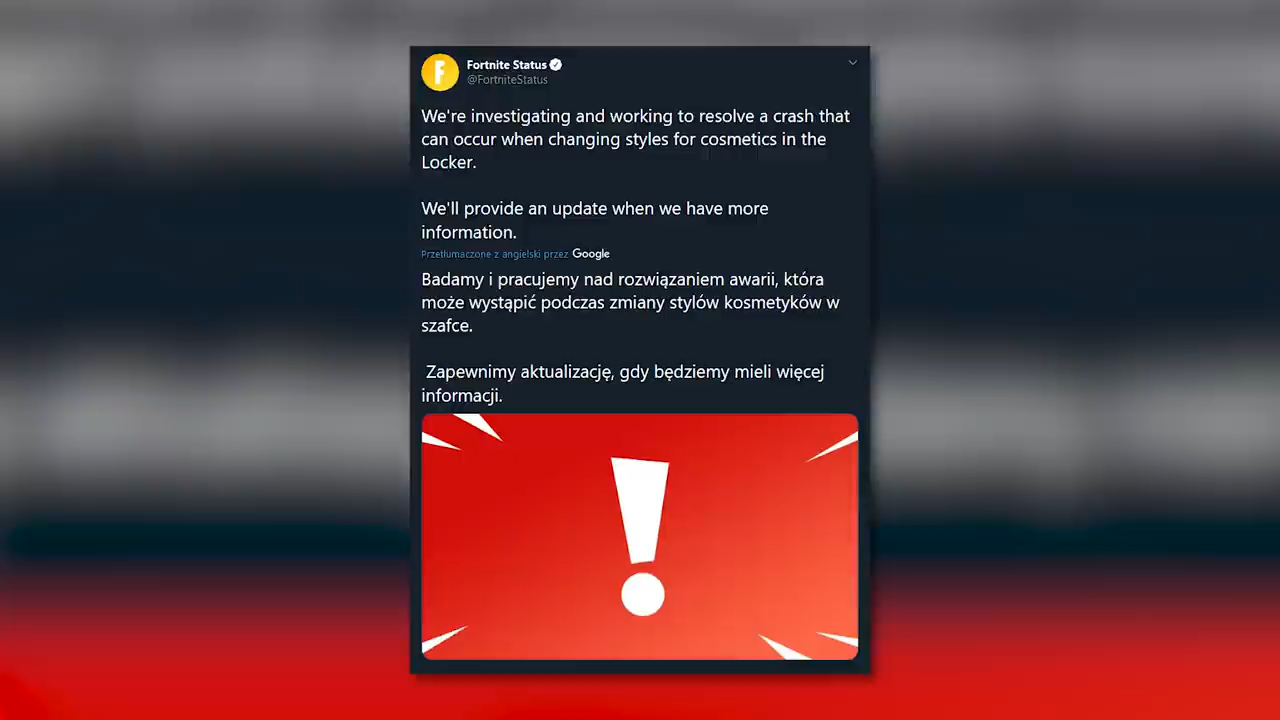 Fortnite Status
@FortniteStatus
We're investigating and working to resolve a crash that
can occur when changing styles for cosmetics in the
Locker.
We'll provide an update when we have more
information.
Przetłumaczone z angielski przez Google
Badamy i pracujemy nad rozwiązaniem awarii, która
może wystąpić podczas zmiany stylów kosmetyków w
szafce.
Zapewnimy aktualizację, gdy będziemy mieli więcej
informacji.
!